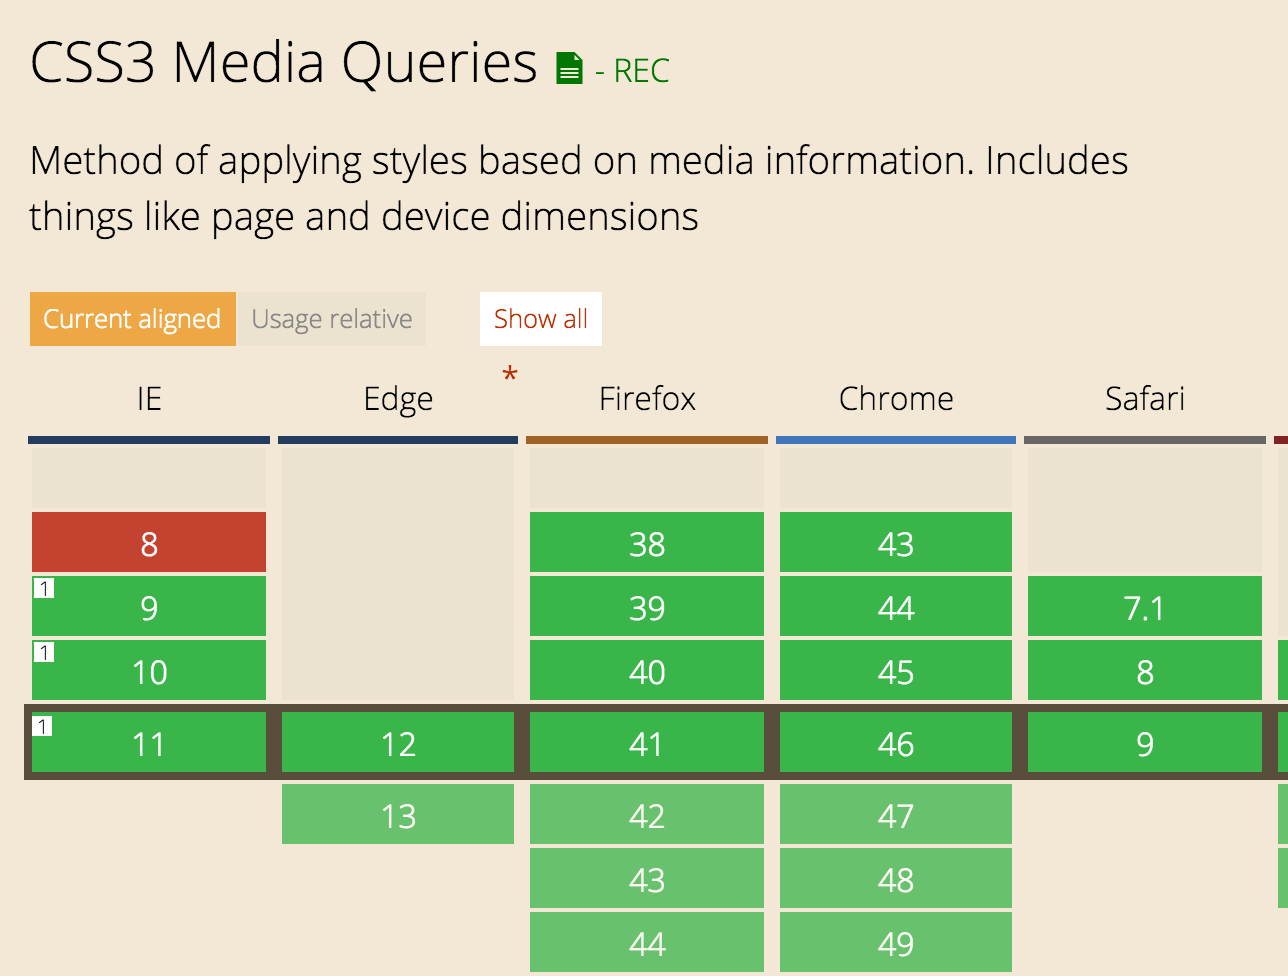 CSS3 Media Queries - REC
Method of applying styles based on media information. Includes
things like page and device dimensions
Current aligned Usage relative Show all
*
IE Edge Firefox Chrome Safari
8 38 43
1 9 39 44 7.1
1 10 40 45 8
1 11 12 41 46 9
13 42 47
43 48
44 49